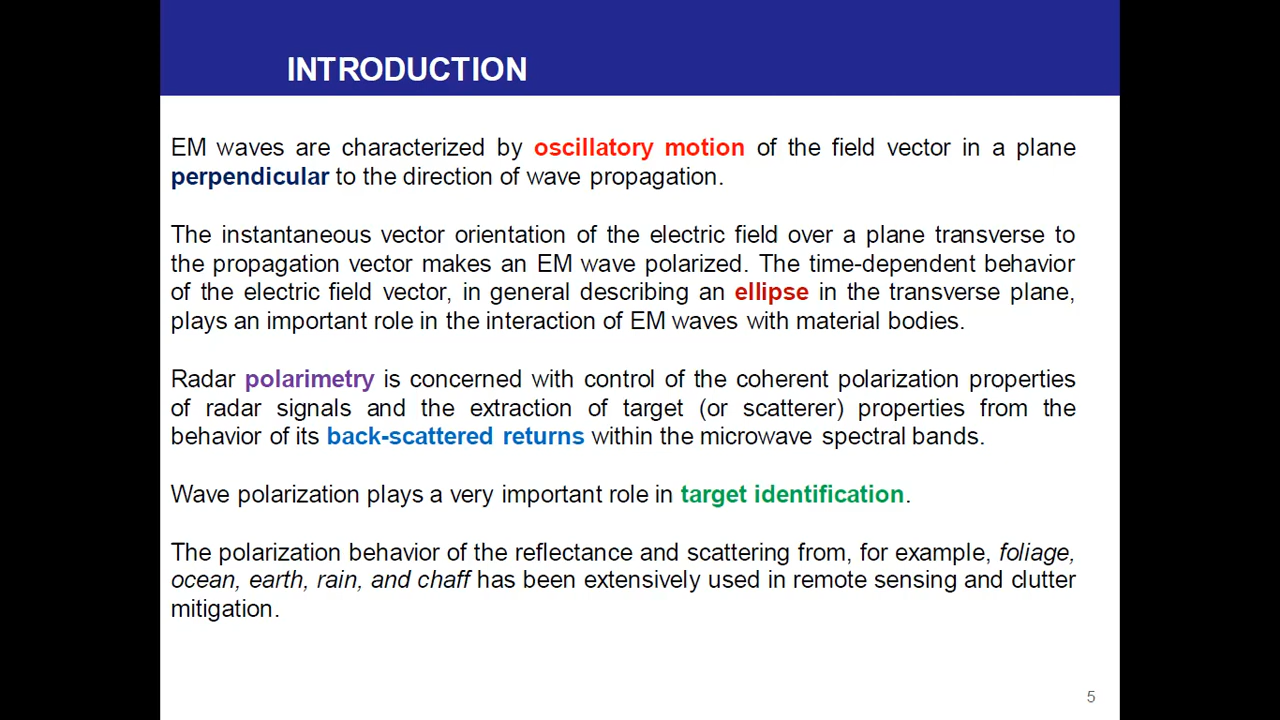 INTRODUCTION
EM waves are characterized by oscillatory motion of the field vector in a plane
perpendicular to the direction of wave propagation.
The instantaneous vector orientation of the electric field over a plane transverse to
the propagation vector makes an EM wave polarized. The time-dependent behavior
of the electric field vector, in general describing an ellipse in the transverse plane,
plays an important role in the interaction of EM waves with material bodies.
Radar polarimetry is concerned with control of the coherent polarization properties
of radar signals and the extraction of target (or scatterer) properties from the
behavior of its back-scattered returns within the microwave spectral bands.
Wave polarization plays a very important role in target identification.
The polarization behavior of the reflectance and scattering from, for example, foliage,
ocean, earth, rain, and chaff has been extensively used in remote sensing and clutter
mitigation.
5